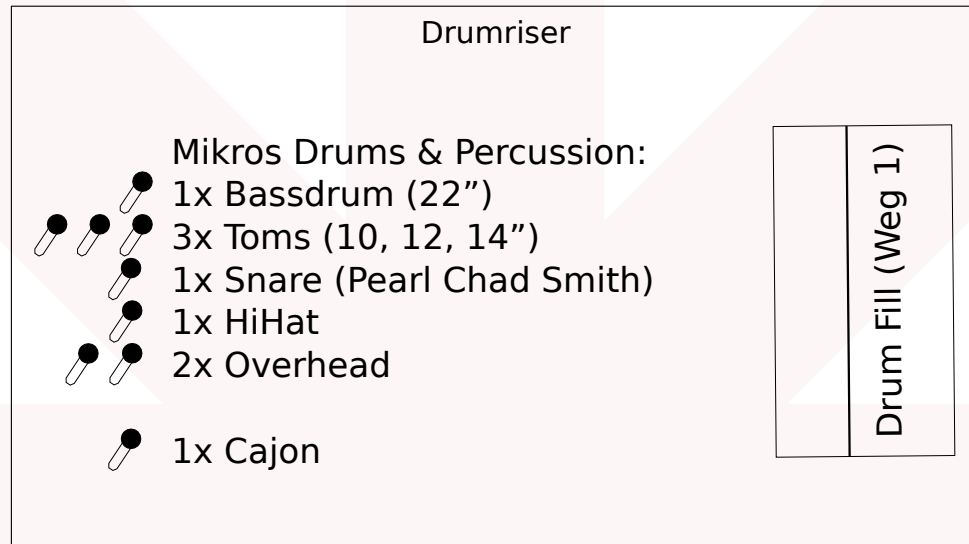 Drumriser
Mikros Drums & Percussion:
1x Bassdrum (22”)
3x Toms (10, 12, 14”)
1x Snare (Pearl Chad Smith)
1x HiHat
2x Overhead
1x Cajon
Drum Fill (Weg 1)